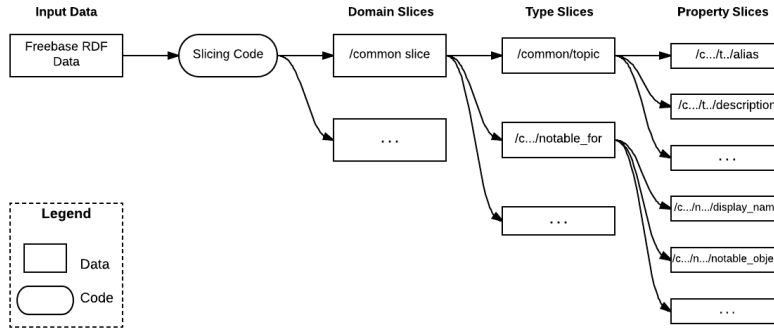 Input Data
Domain Slices
Type Slices
Property Slices
Freebase RDF
Data
Slicing Code
/common slice
/common/topic
/c.../t../alias
/c.../t../description
...
/c.../notable_for
...
/c.../n.../display_nam
...
/c.../n.../notable_obje
...
Legend
Data
Code